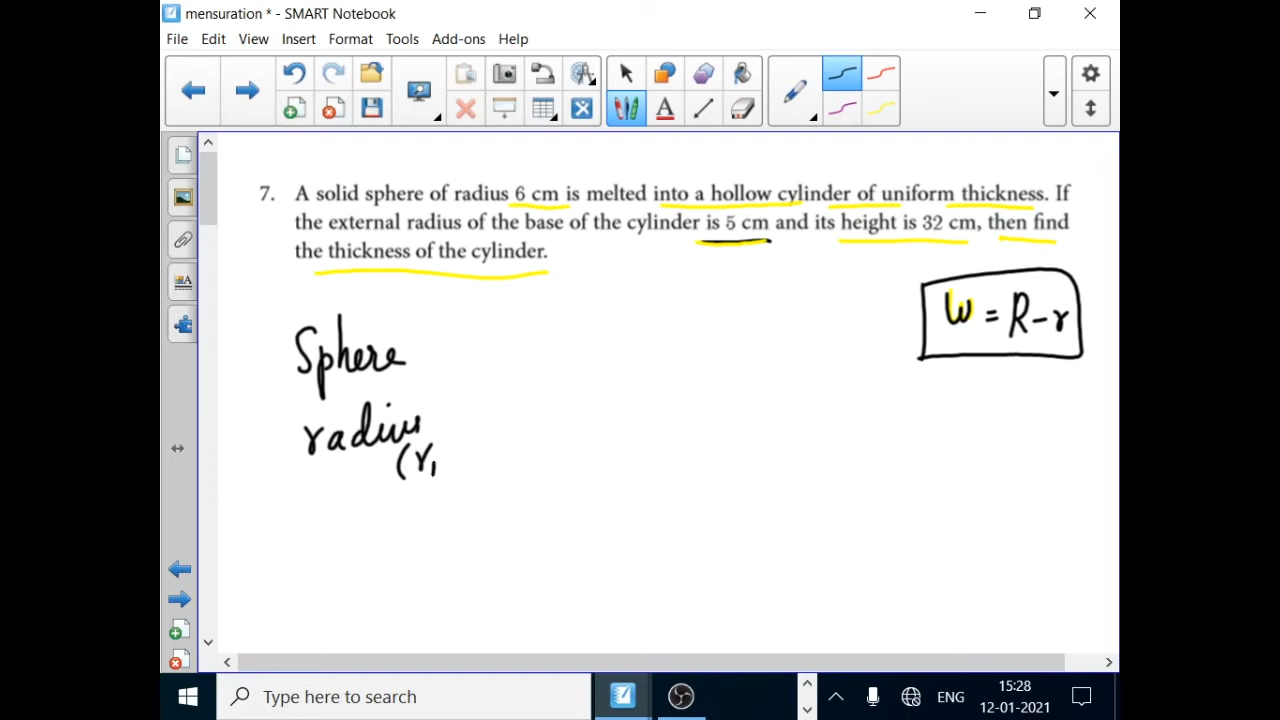 mensuration * - SMART Notebook
File Edit View Insert Format Tools Add-ons Help
7. A solid sphere of radius 6 cm is melted into a hollow cylinder of uniform thickness. If
the external radius of the base of the cylinder is 5 cm and its height is 32 cm, then find
the thickness of the cylinder.
W = R-r
Sphere
radius
(r1
Type here to search
ENG
15:28
12-01-2021